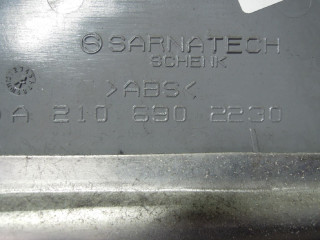 SARNATECH
SCHENK
>ABS<
A 210 690 2230